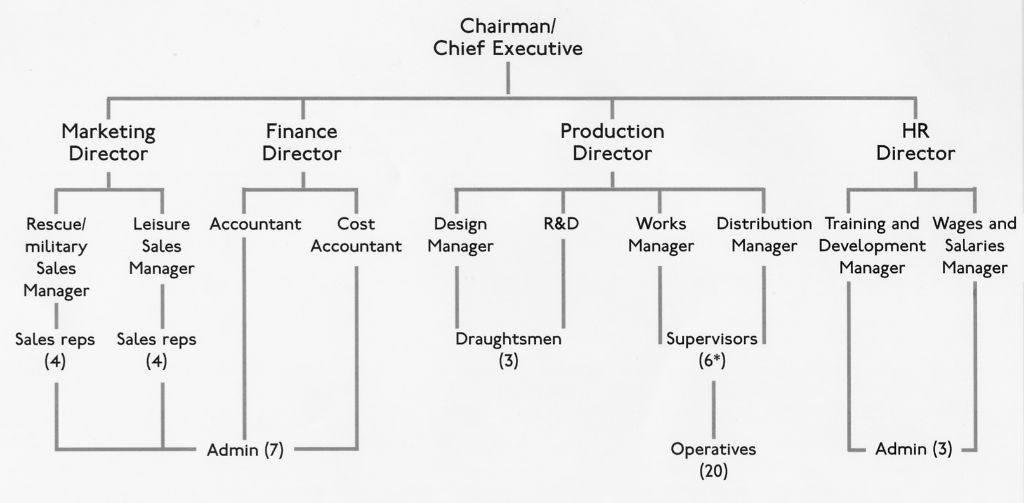 Chairman/
Chief Executive
Marketing
Director
Finance
Director
Production
Director
HR
Director
Rescue/
military
Sales
Manager
Leisure
Sales
Manager
Accountant
Cost
Accountant
Design
Manager
R&D
Works
Manager
Distribution
Manager
Training and
Development
Manager
Wages and
Salaries
Manager
Sales reps
(4)
Sales reps
(4)
Draughtsmen
(3)
Supervisors
(6*)
Admin (7)
Operatives
(20)
Admin (3)